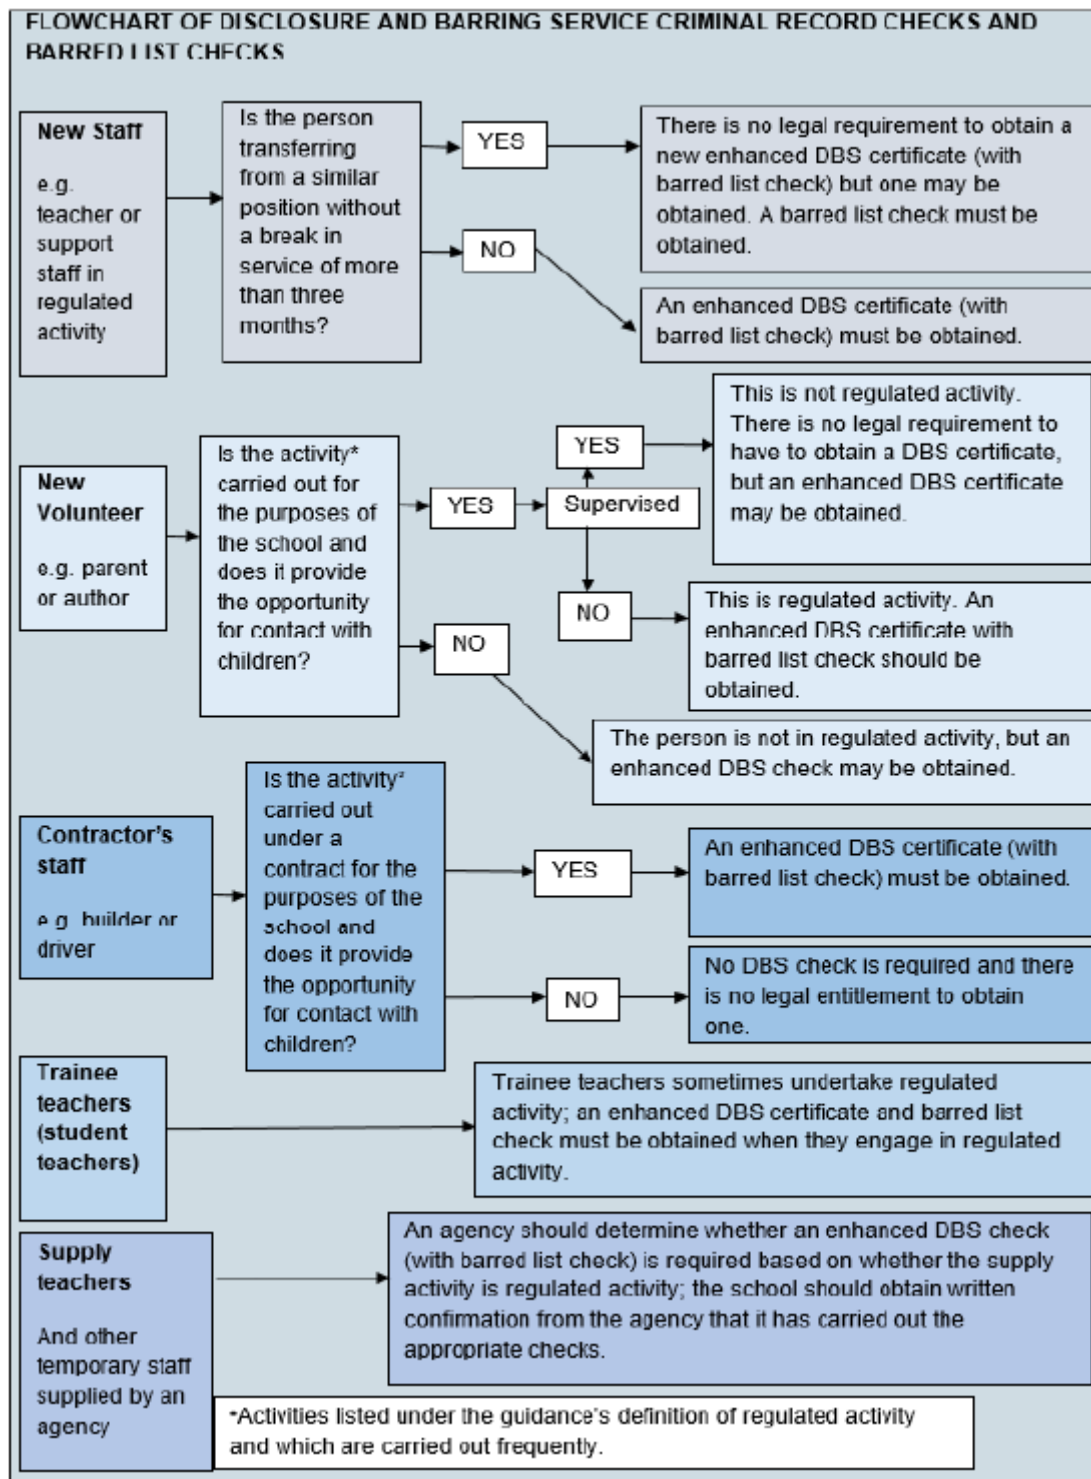 FLOWCHART OF DISCLOSURE AND BARRING SERVICE CRIMINAL RECORD CHECKS AND
BARRED LIST CHECKS
New Staff
e.g.
teacher or
support
staff in
regulated
activity
Is the person
transferring
from a similar
position without
a break in
service of more
than three
months?
YES
There is no legal requirement to obtain a
new enhanced DBS certificate (with
barred list check) but one may be
obtained. A barred list check must be
obtained.
NO
An enhanced DBS certificate (with
barred list check) must be obtained.
New
Volunteer
e.g. parent
or author
Is the activity*
carried out for
the purposes of
the school and
does it provide
the opportunity
for contact with
children?
YES
Supervised
YES
This is not regulated activity.
There is no legal requirement to
have to obtain a DBS certificate,
but an enhanced DBS certificate
may be obtained.
NO
This is regulated activity. An
enhanced DBS certificate with
barred list check should be
obtained.
NO
The person is not in regulated activity, but an
enhanced DBS check may be obtained.
Contractor's
staff
e.g. builder or
driver
Is the activity*
carried out
under a
contract for the
purposes of the
school and
does it provide
the opportunity
for contact with
children?
YES
An enhanced DBS certificate (with
barred list check) must be obtained.
NO
No DBS check is required and there
is no legal entitlement to obtain
one.
Trainee
teachers
(student
teachers)
Trainee teachers sometimes undertake regulated
activity; an enhanced DBS certificate and barred list
check must be obtained when they engage in regulated
activity.
Supply
teachers
And other
temporary staff
supplied by an
agency
An agency should determine whether an enhanced DBS check
(with barred list check) is required based on whether the supply
activity is regulated activity; the school should obtain written
confirmation from the agency that it has carried out the
appropriate checks.
*Activities listed under the guidance's definition of regulated activity
and which are carried out frequently.